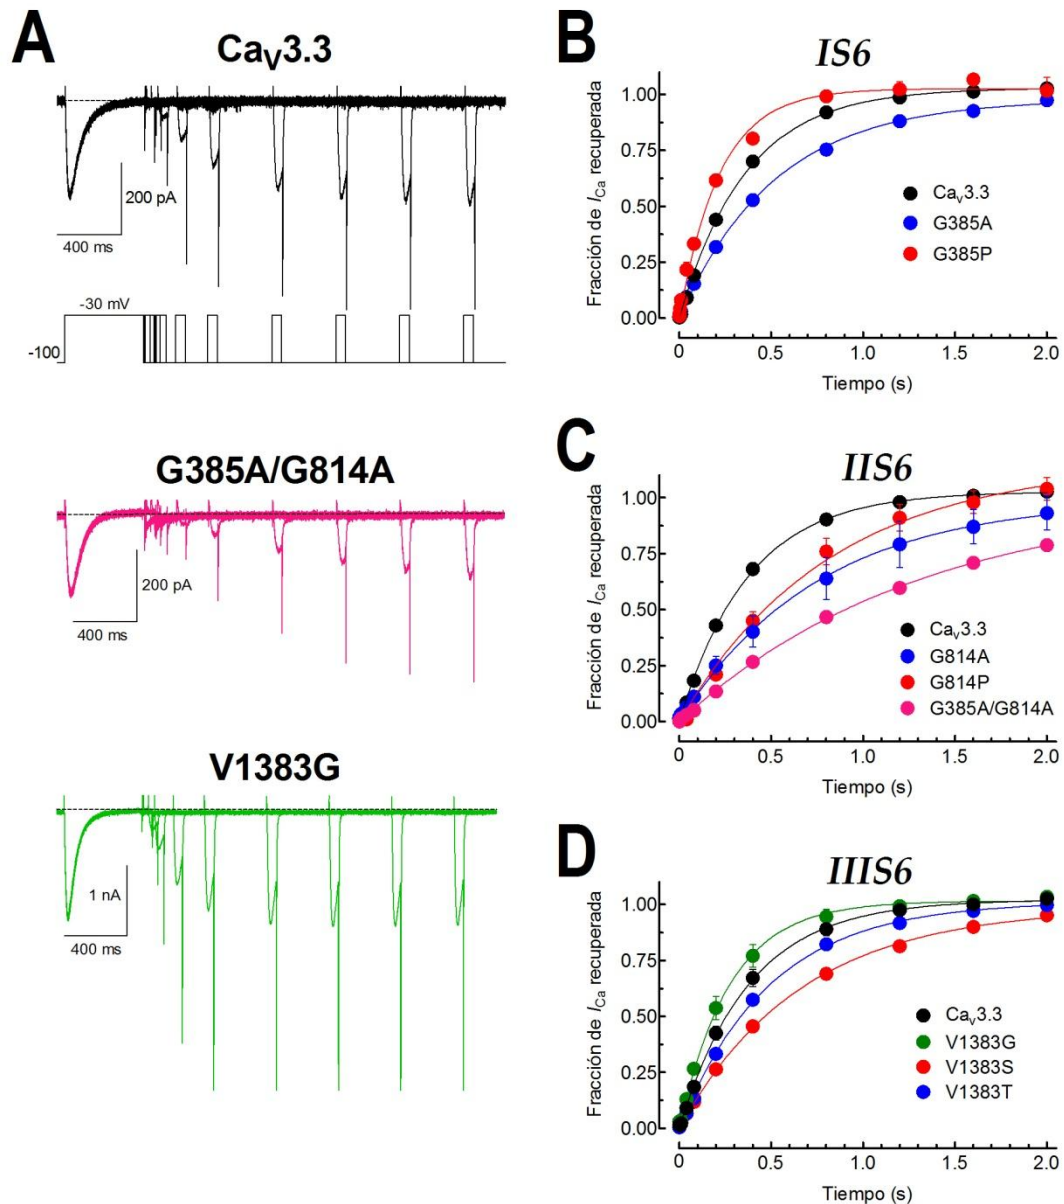 A
CaV3.3
200 pA
400 ms
-30 mV
-100
G385A/G814A
200 pA
400 ms
V1383G
1 nA
400 ms
B
IS6
Fracción de ICa recuperada
1.00
0.75
0.50
0.25
0.00
Cav3.3
G385A
G385P
0 0.5 1.0 1.5 2.0
Tiempo (s)
C
IIS6
Fracción de ICa recuperada
1.00
0.75
0.50
0.25
0.00
Cav3.3
G814A
G814P
G385A/G814A
0 0.5 1.0 1.5 2.0
Tiempo (s)
D
IIIS6
Fracción de ICa recuperada
1.00
0.75
0.50
0.25
0.00
Cav3.3
V1383G
V1383S
V1383T
0 0.5 1.0 1.5 2.0
Tiempo (s)